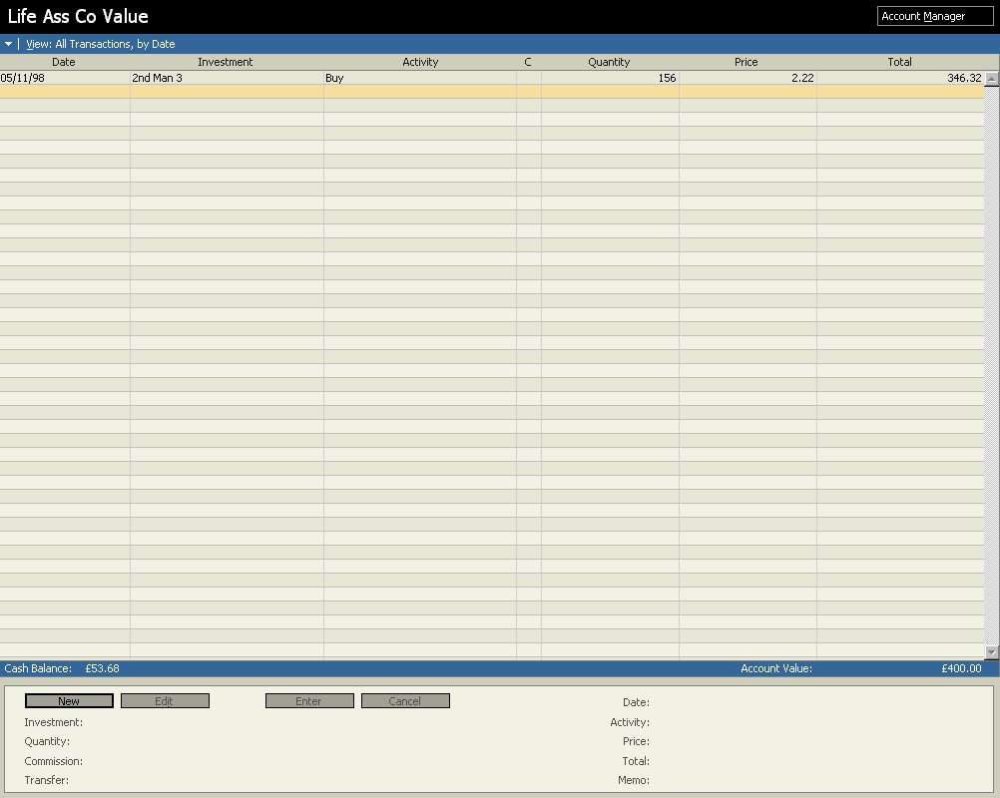 Life Ass Co Value
Account Manager
View: All Transactions, by Date
Date Investment Activity C Quantity Price Total
05/11/98 2nd Man 3 Buy 156 2.22 346.32
Cash Balance: £53.68 Account Value: £400.00
New Edit Enter Cancel Date:
Investment: Activity:
Quantity: Price:
Commission: Total:
Transfer: Memo: